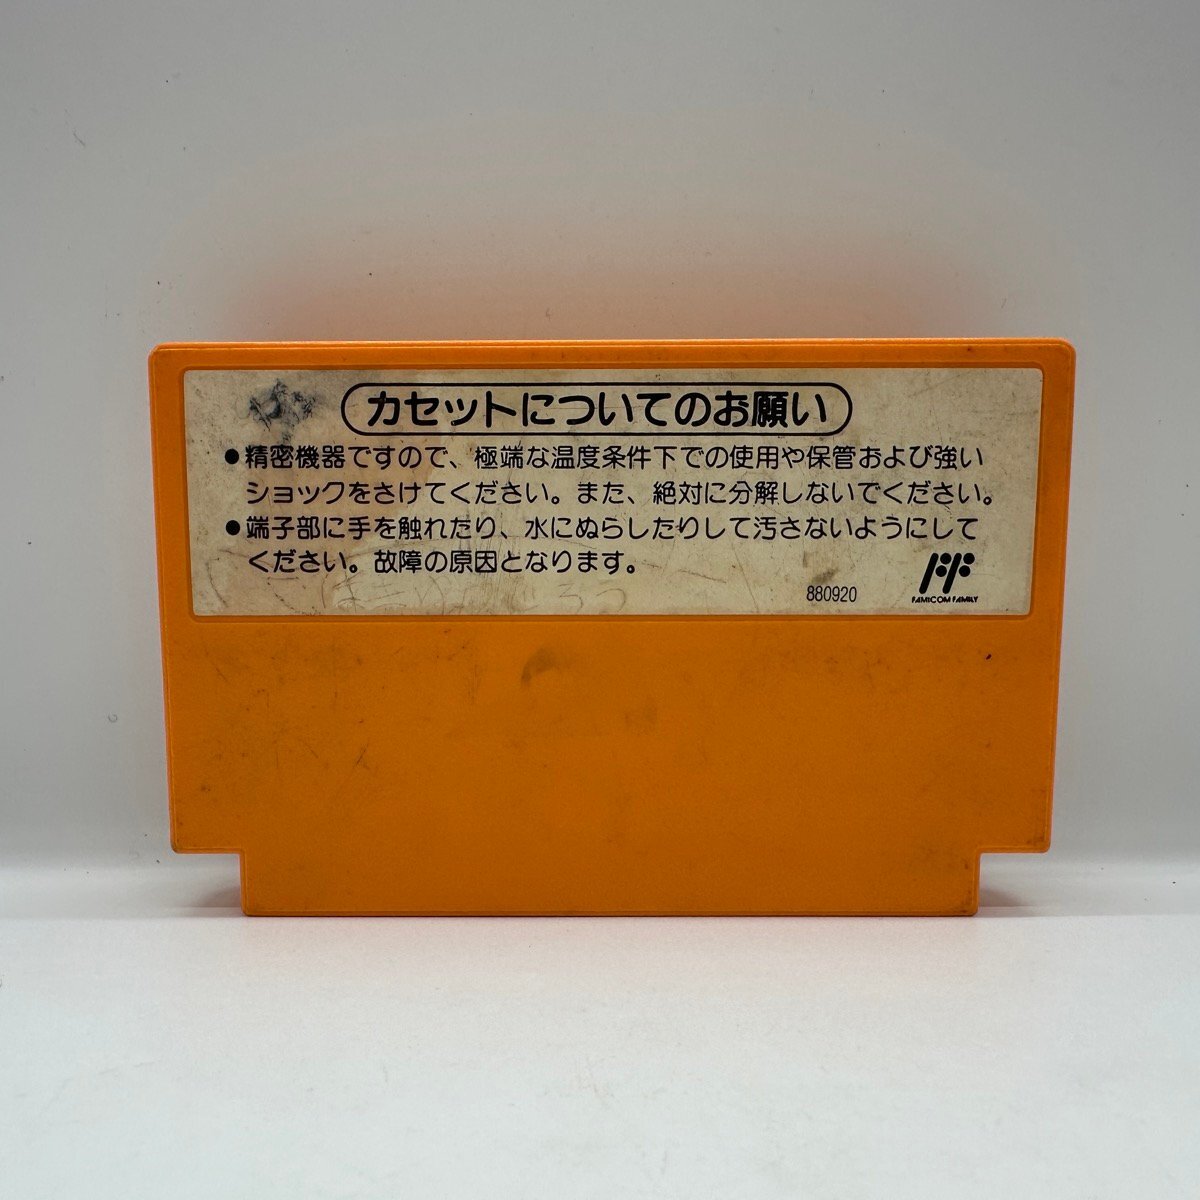 カセットについてのお願い
●精密機器ですので、極端な温度条件下での使用や保管および強い
ショックをさけてください。また、絶対に分解しないでください。
●端子部に手を触れたり、水にぬらしたりして汚さないようにして
ください。故障の原因となります。
880920
FAMICOM FAMILY